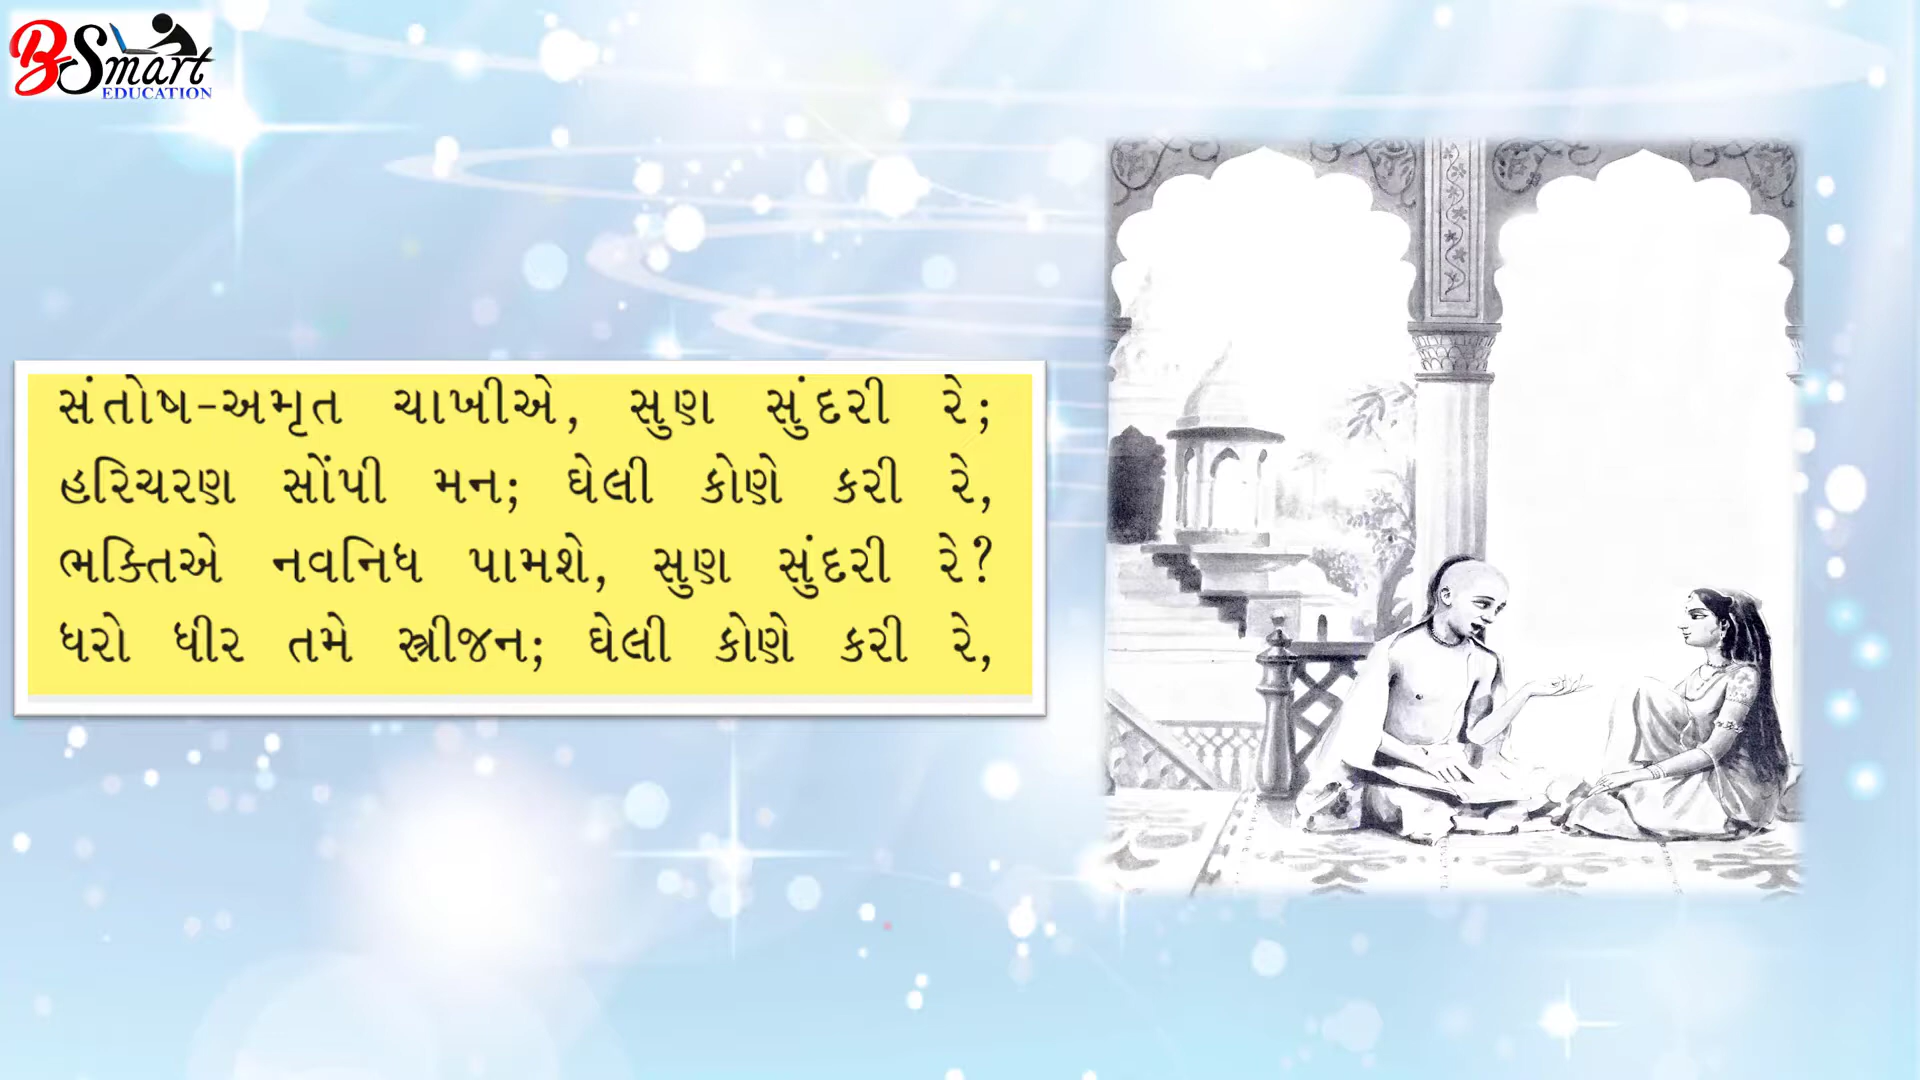 BSmart
EDUCATION
સંતોષ-અમૃત ચાખીએ, સુણ સુંદરી રે;
હરિચરણ સોંપી મન; ઘેલી કોણે કરી રે,
ભક્તિએ નવનિધ પામશે, સુણ સુંદરી રે?
ધરો ધીર તમે સ્ત્રીજન; ઘેલી કોણે કરી રે,